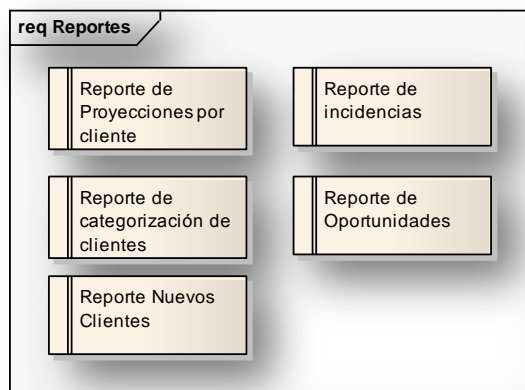 req Reportes
Reporte de
Proyecciones por
cliente
Reporte de
incidencias
Reporte de
categorización de
clientes
Reporte de
Oportunidades
Reporte Nuevos
Clientes